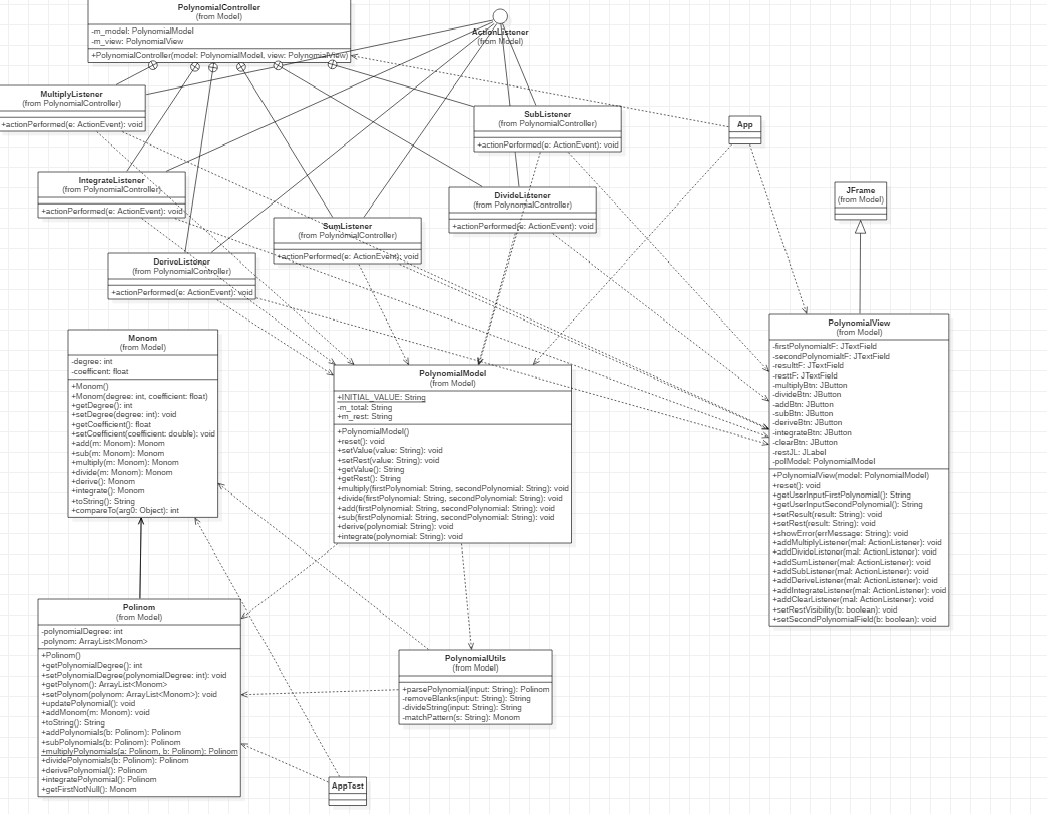 PolynomialController
(from Model)
-m_model: PolynomialModel
-m_view: PolynomialView
+PolynomialController(model: PolynomialModell, view: PolynomialView)
ActionListener
(from Model)
MultiplyListener
(from PolynomialController)
+actionPerformed(e: ActionEvent): void
SubListener
(from PolynomialController)
+actionPerformed(e: ActionEvent): void
App
IntegrateListener
(from PolynomialController)
+actionPerformed(e: ActionEvent): void
DivideListener
(from PolynomialController)
+actionPerformed(e: ActionEvent): void
JFrame
(from Model)
SumListener
(from PolynomialController)
+actionPerformed(e: ActionEvent): void
DeriveListener
(from PolynomialController)
+actionPerformed(e: ActionEvent): void
Monom
(from Model)
-degree: int
-coefficent: float
+Monom()
+Monom(degree: int, coefficient: float)
+getDegree(): int
+setDegree(degree: int): void
+getCoefficient(): float
+setCoefficient(coefficient: double): void
+add(m: Monom): Monom
+sub(m: Monom): Monom
+multiply(m: Monom): Monom
+divide(m: Monom): Monom
+derive(): Monom
+integrate(): Monom
+toString(): String
+compareTo(arg0: Object): int
PolynomialModel
(from Model)
+INITIAL_VALUE: String
-m_total: String
+m_rest: String
+PolynomialModel()
+reset(): void
+setValue(value: String): void
+setRest(value: String): void
+getValue(): String
+getRest(): String
+multiply(firstPolynomial: String, secondPolynomial: String): void
+divide(firstPolynomial: String, secondPolynomial: String): void
+add(firstPolynomial: String, secondPolynomial: String): void
+sub(firstPolynomial: String, secondPolynomial: String): void
+derive(polynomial: String): void
+integrate(polynomial: String): void
PolynomialView
(from Model)
-firstPolynomialtF: JTextField
-secondPolynomialtF: JTextField
-resulttF: JTextField
-resttF: JTextField
-multiplyBtn: JButton
-divideBtn: JButton
-addBtn: JButton
-subBtn: JButton
-deriveBtn: JButton
-integrateBtn: JButton
-clearBtn: JButton
-restJL: JLabel
-pollModel: PolynomialModel
+PolynomialView(model: PolynomialModel)
+reset(): void
+getUserInputFirstPolynomial(): String
+getUserInputSecondPolynomial(): String
+setResult(result: String): void
+setRest(result: String): void
+showError(errMessage: String): void
+addMultiplyListener(mal: ActionListener): void
+addDivideListener(mal: ActionListener): void
+addSumListener(mal: ActionListener): void
+addSubListener(mal: ActionListener): void
+addDeriveListener(mal: ActionListener): void
+addIntegrateListener(mal: ActionListener): void
+addClearListener(mal: ActionListener): void
+setRestVisibility(b: boolean): void
+setSecondPolynomialField(b: boolean): void
Polinom
(from Model)
-polynomialDegree: int
-polynom: ArrayList<Monom>
+Polinom()
+getPolynomialDegree(): int
+setPolynomialDegree(polynomialDegree: int): void
+getPolynom(): ArrayList<Monom>
+setPolynom(polynom: ArrayList<Monom>): void
+updatePolynomial(): void
+addMonom(m: Monom): void
+toString(): String
+addPolynomials(b: Polinom): Polinom
+subPolynomials(b: Polinom): Polinom
+multiplyPolynomials(a: Polinom, b: Polinom): Polinom
+dividePolynomials(b: Polinom): Polinom
+derivePolynomial(): Polinom
+integratePolynomial(): Polinom
+getFirstNotNull(): Monom
PolynomialUtils
(from Model)
+parsePolynomial(input: String): Polinom
-removeBlanks(input: String): String
-divideString(input: String): String
-matchPattern(s: String): Monom
AppTest